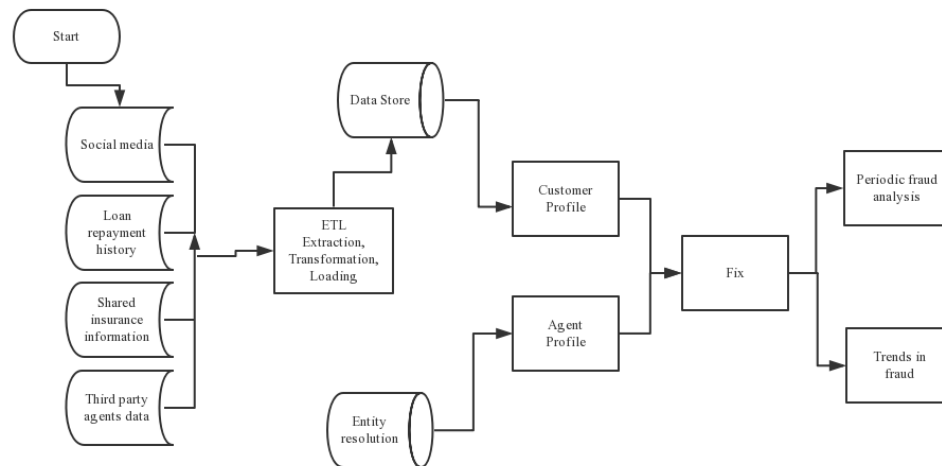 Start
Social media
Loan
repayment
history
Shared
insurance
information
Third party
agents data
ETL
Extraction,
Transformation,
Loading
Data Store
Entity
resolution
Customer
Profile
Agent
Profile
Fix
Periodic fraud
analysis
Trends in
fraud